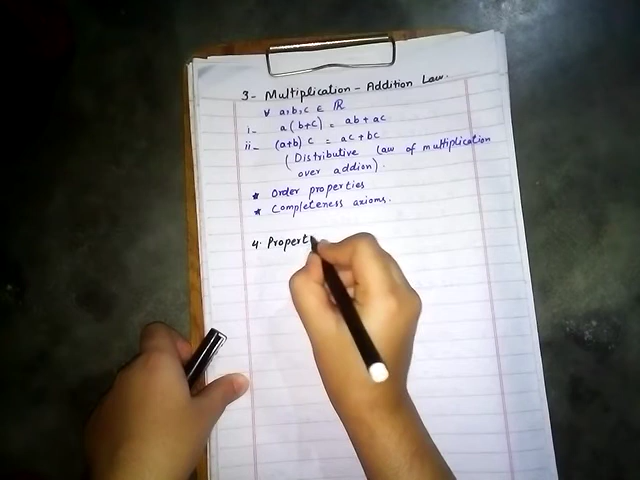 3- Multiplication - Addition Law.
∀ a,b,c ∈ ℝ
i- a(b+c) = ab + ac
ii- (a+b) c = ac + bc
(Distributive law of multiplication
over addion).
* Order properties
* Completeness axioms.
4. Propert